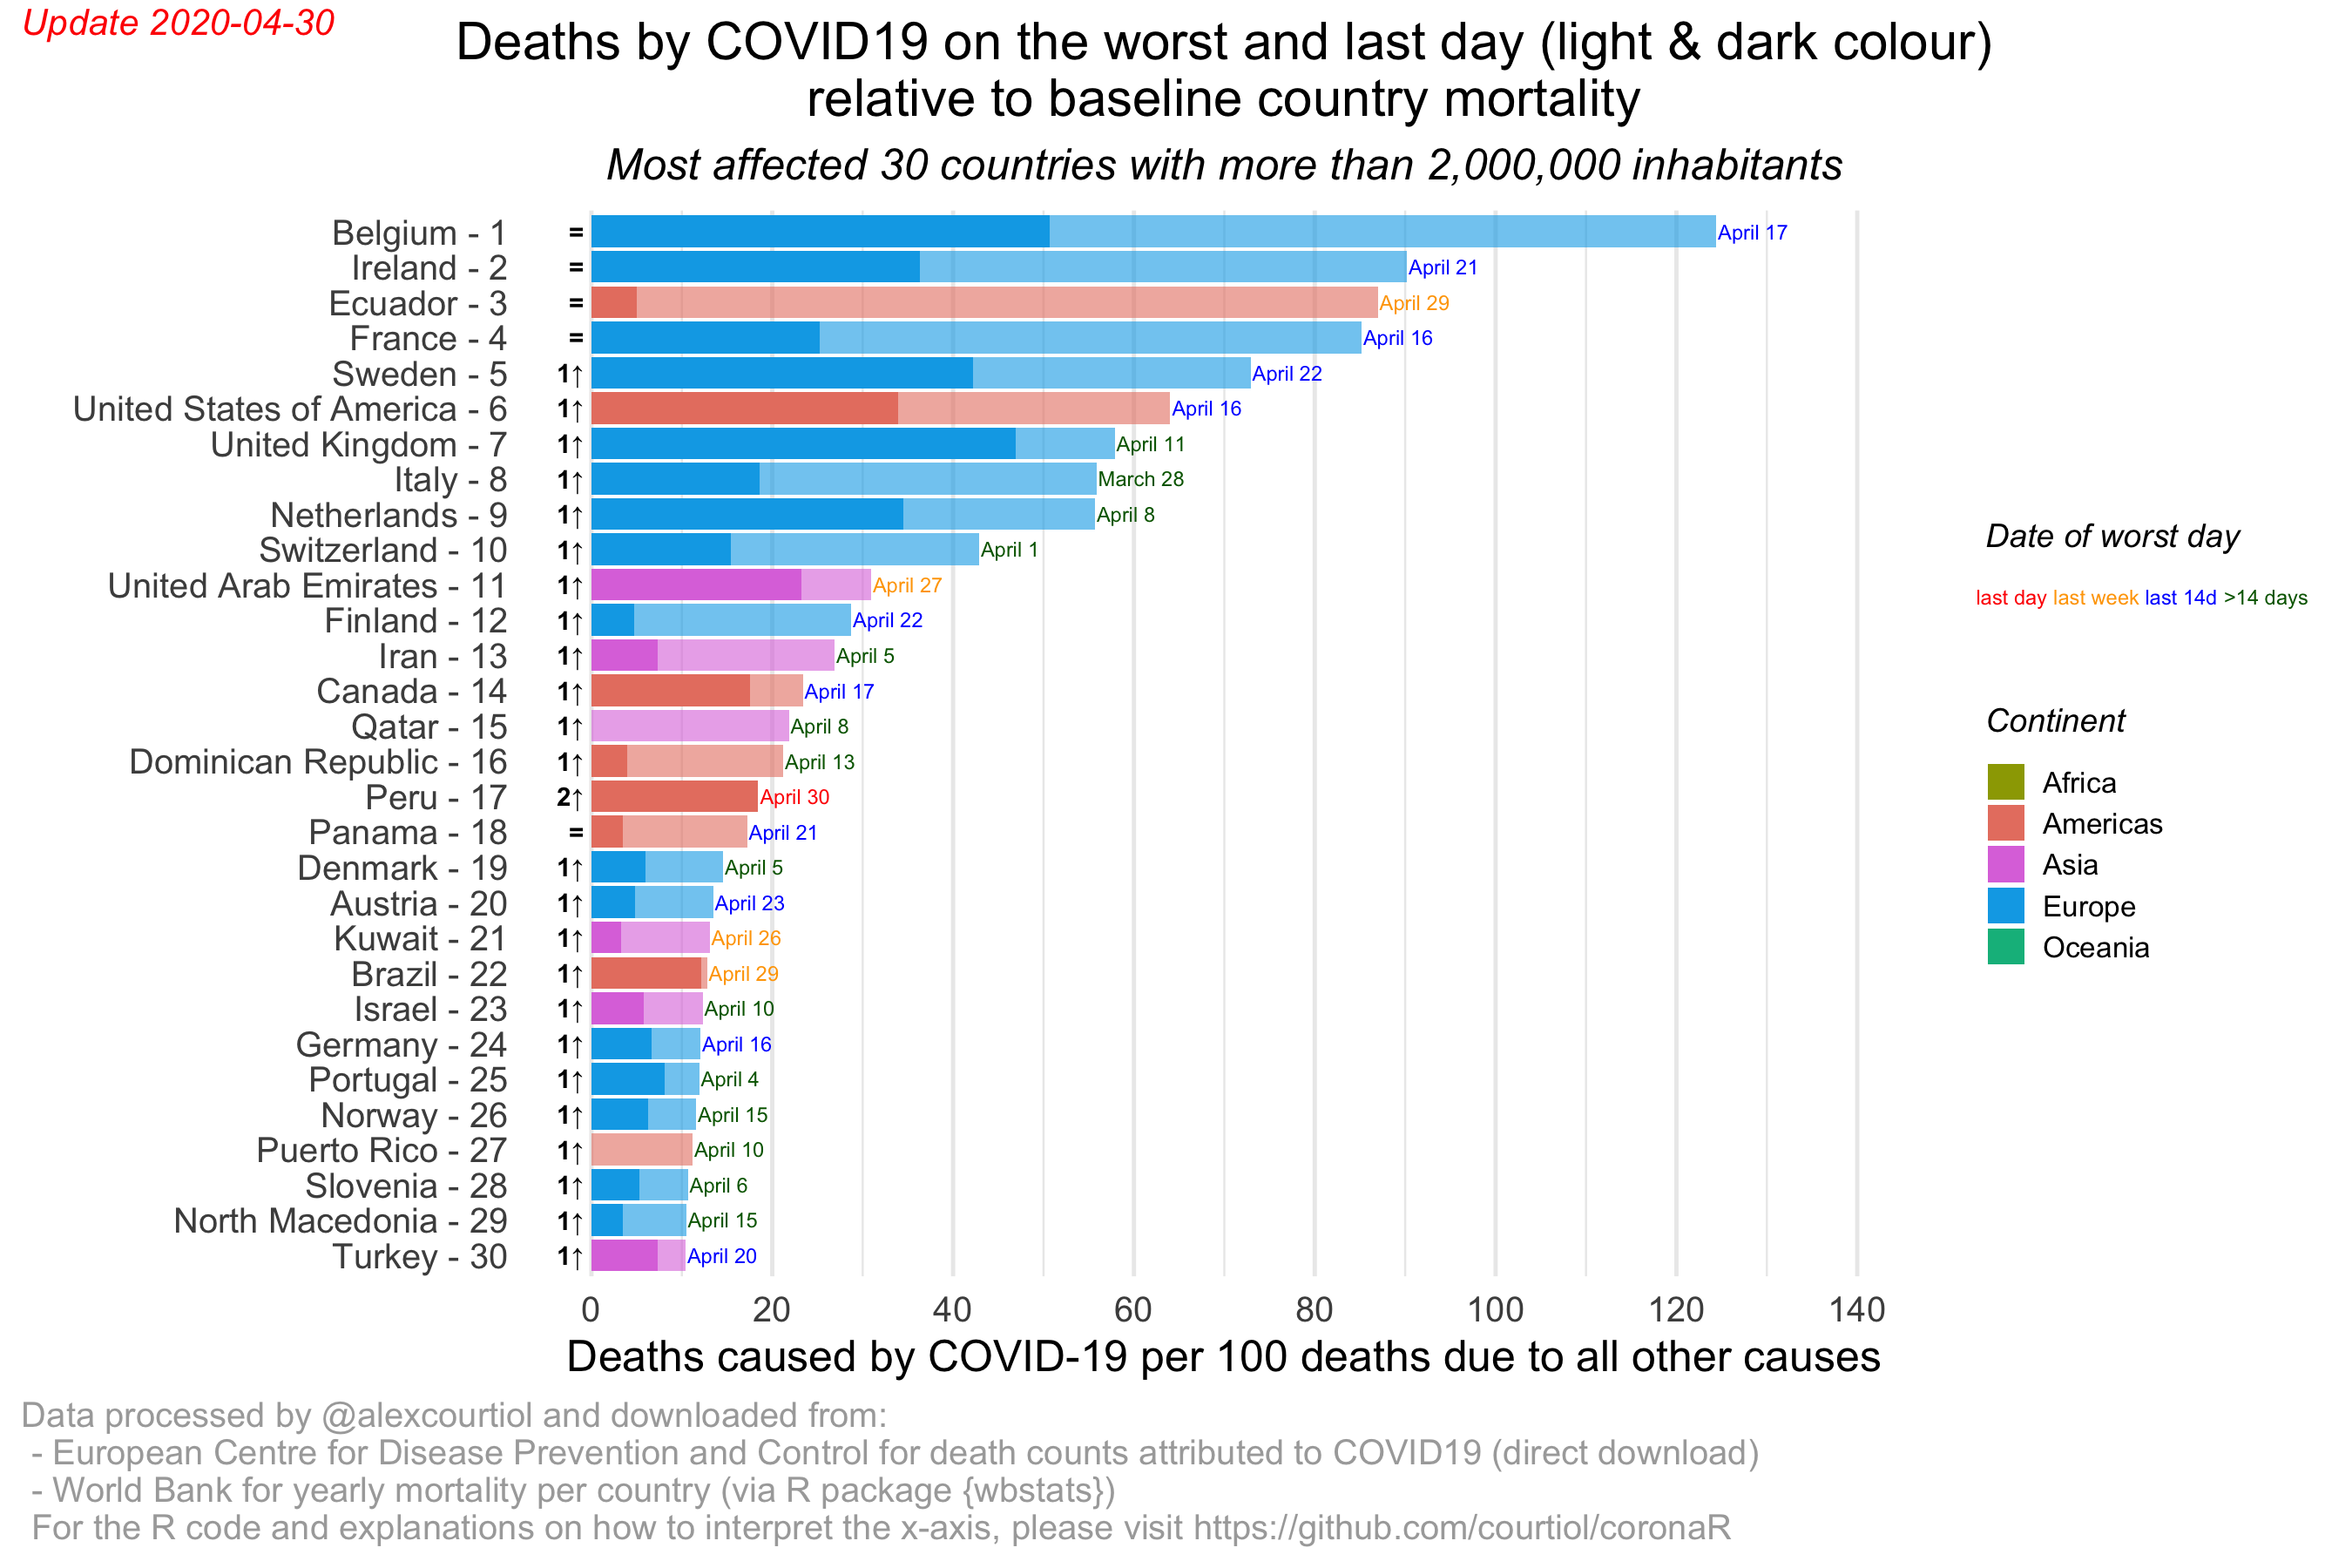 Update 2020-04-30
Deaths by COVID19 on the worst and last day (light & dark colour)
relative to baseline country mortality
Most affected 30 countries with more than 2,000,000 inhabitants
Belgium - 1 = April 17
Ireland - 2 = April 21
Ecuador - 3 = April 29
France - 4 = April 16
Sweden - 5 1↑ April 22
United States of America - 6 1↑ April 16
United Kingdom - 7 1↑ April 11
Italy - 8 1↑ March 28
Netherlands - 9 1↑ April 8
Switzerland - 10 1↑ April 1
United Arab Emirates - 11 1↑ April 27
Finland - 12 1↑ April 22
Iran - 13 1↑ April 5
Canada - 14 1↑ April 17
Qatar - 15 1↑ April 8
Dominican Republic - 16 1↑ April 13
Peru - 17 2↑ April 30
Panama - 18 = April 21
Denmark - 19 1↑ April 5
Austria - 20 1↑ April 23
Kuwait - 21 1↑ April 26
Brazil - 22 1↑ April 29
Israel - 23 1↑ April 10
Germany - 24 1↑ April 16
Portugal - 25 1↑ April 4
Norway - 26 1↑ April 15
Puerto Rico - 27 1↑ April 10
Slovenia - 28 1↑ April 6
North Macedonia - 29 1↑ April 15
Turkey - 30 1↑ April 20
0 20 40 60 80 100 120 140
Deaths caused by COVID-19 per 100 deaths due to all other causes
Date of worst day
last day last week last 14d >14 days
Continent
Africa
Americas
Asia
Europe
Oceania
Data processed by @alexcourtiol and downloaded from:
- European Centre for Disease Prevention and Control for death counts attributed to COVID19 (direct download)
- World Bank for yearly mortality per country (via R package {wbstats})
For the R code and explanations on how to interpret the x-axis, please visit https://github.com/courtiol/coronaR